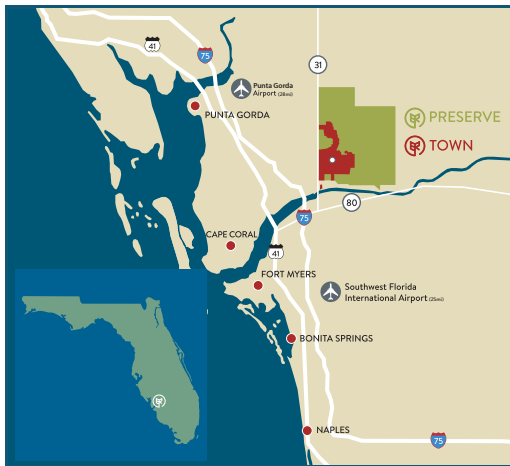 41
75
31
Punta Gorda
Airport (28mi)
PUNTA GORDA
PRESERVE
TOWN
80
75
CAPE CORAL
41
FORT MYERS
Southwest Florida
International Airport (25mi)
BONITA SPRINGS
NAPLES
75